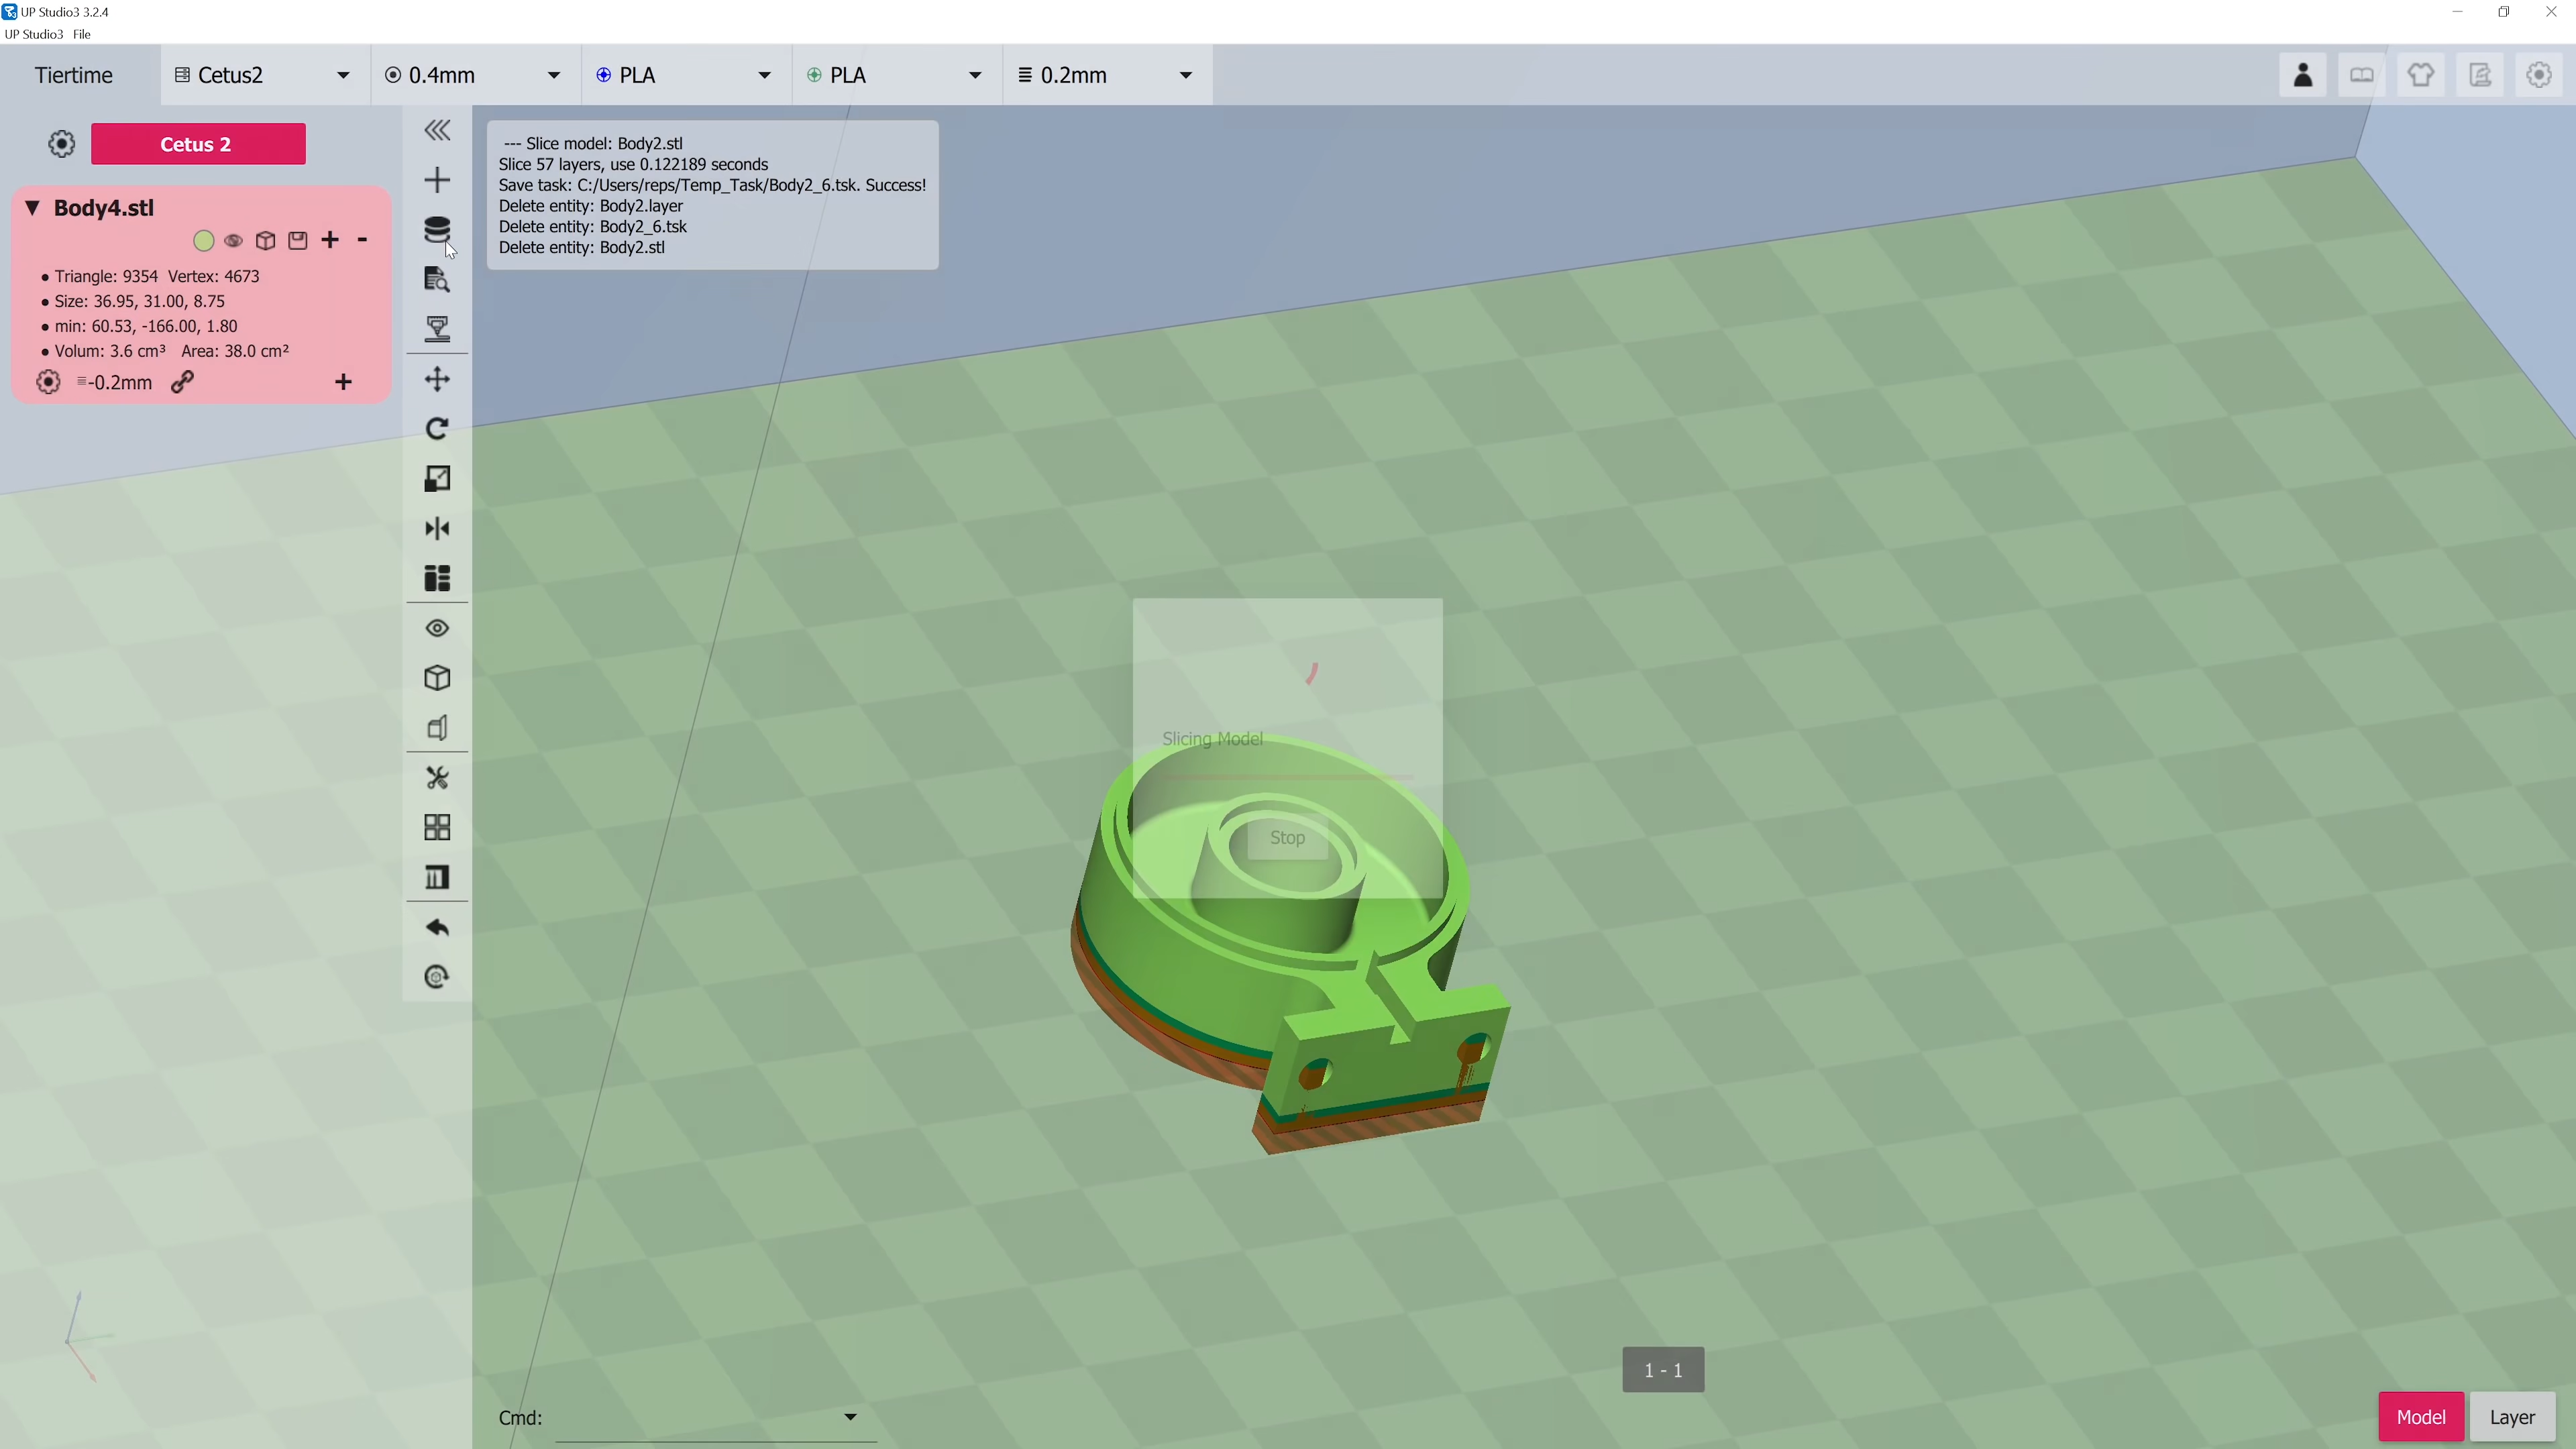 UP Studio3 3.2.4
UP Studio3 File
Tiertime
Cetus2
0.4mm
PLA
PLA
0.2mm
Cetus 2
Body4.stl
Triangle: 9354 Vertex: 4673
Size: 36.95, 31.00, 8.75
min: 60.53, -166.00, 1.80
Volum: 3.6 cm³ Area: 38.0 cm²
-0.2mm
--- Slice model: Body2.stl
Slice 57 layers, use 0.122189 seconds
Save task: C:/Users/reps/Temp_Task/Body2_6.tsk. Success!
Delete entity: Body2.layer
Delete entity: Body2_6.tsk
Delete entity: Body2.stl
Slicing Model
Stop
1 - 1
Cmd:
Model
Layer